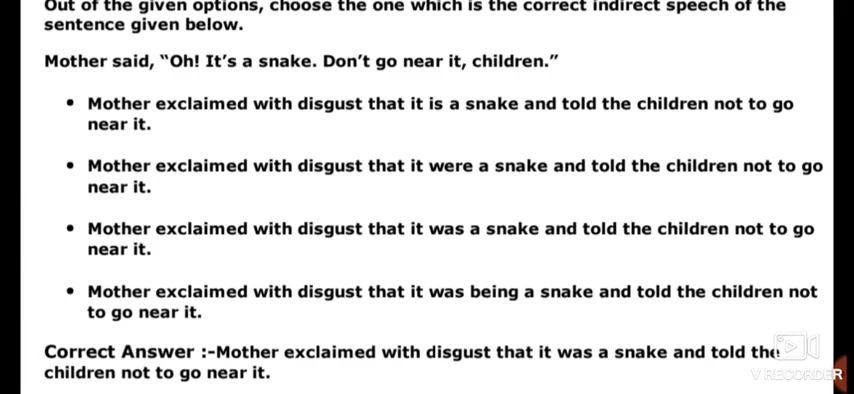 Out of the given options, choose the one which is the correct indirect speech of the
sentence given below.
Mother said, “Oh! It’s a snake. Don’t go near it, children.”
• Mother exclaimed with disgust that it is a snake and told the children not to go
near it.
• Mother exclaimed with disgust that it were a snake and told the children not to go
near it.
• Mother exclaimed with disgust that it was a snake and told the children not to go
near it.
• Mother exclaimed with disgust that it was being a snake and told the children not
to go near it.
Correct Answer :-Mother exclaimed with disgust that it was a snake and told the
children not to go near it.
V RECORDER